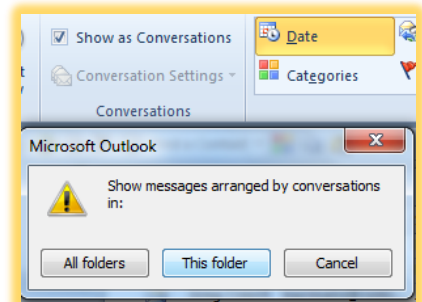 Show as Conversations
Date
Conversation Settings
Categories
Conversations
Microsoft Outlook
Show messages arranged by conversations
in:
All folders
This folder
Cancel